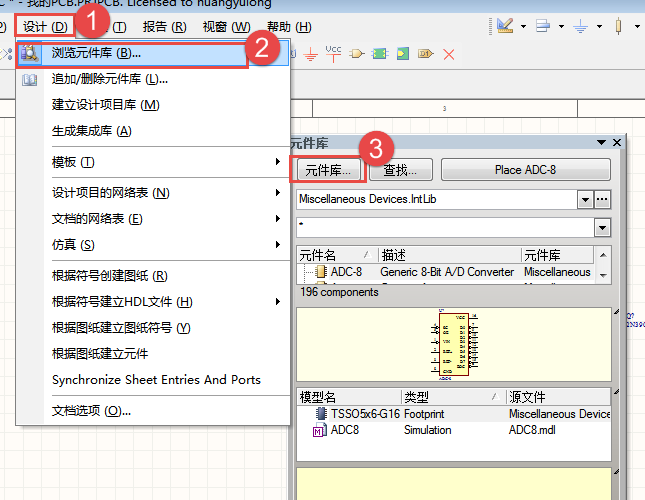 C * - 我的PCB.PRJPCB. Licensed to huangyulong
P)
设计 (D)
1
(T)
报告 (R)
视窗 (W)
帮助 (H)
浏览元件库 (B)...
2
追加/删除元件库 (L)...
建立设计项目库 (M)
生成集成库 (A)
模板 (T)
设计项目的网络表 (N)
文档的网络表 (E)
仿真 (S)
根据符号创建图纸 (R)
根据符号建立HDL文件 (H)
根据图纸建立图纸符号 (Y)
根据图纸建立元件
Synchronize Sheet Entries And Ports
文档选项 (O)...
Vcc
3
元件库
3
元件库...
查找...
Place ADC-8
Miscellaneous Devices.IntLib
...
*
元件名
描述
元件库
ADC-8
Generic 8-Bit A/D Converter
Miscellaneous
196 components
Q?
2N390
模型名
类型
源文件
TSSO5x6-G16
Footprint
Miscellaneous Device
ADC8
Simulation
ADC8.mdl